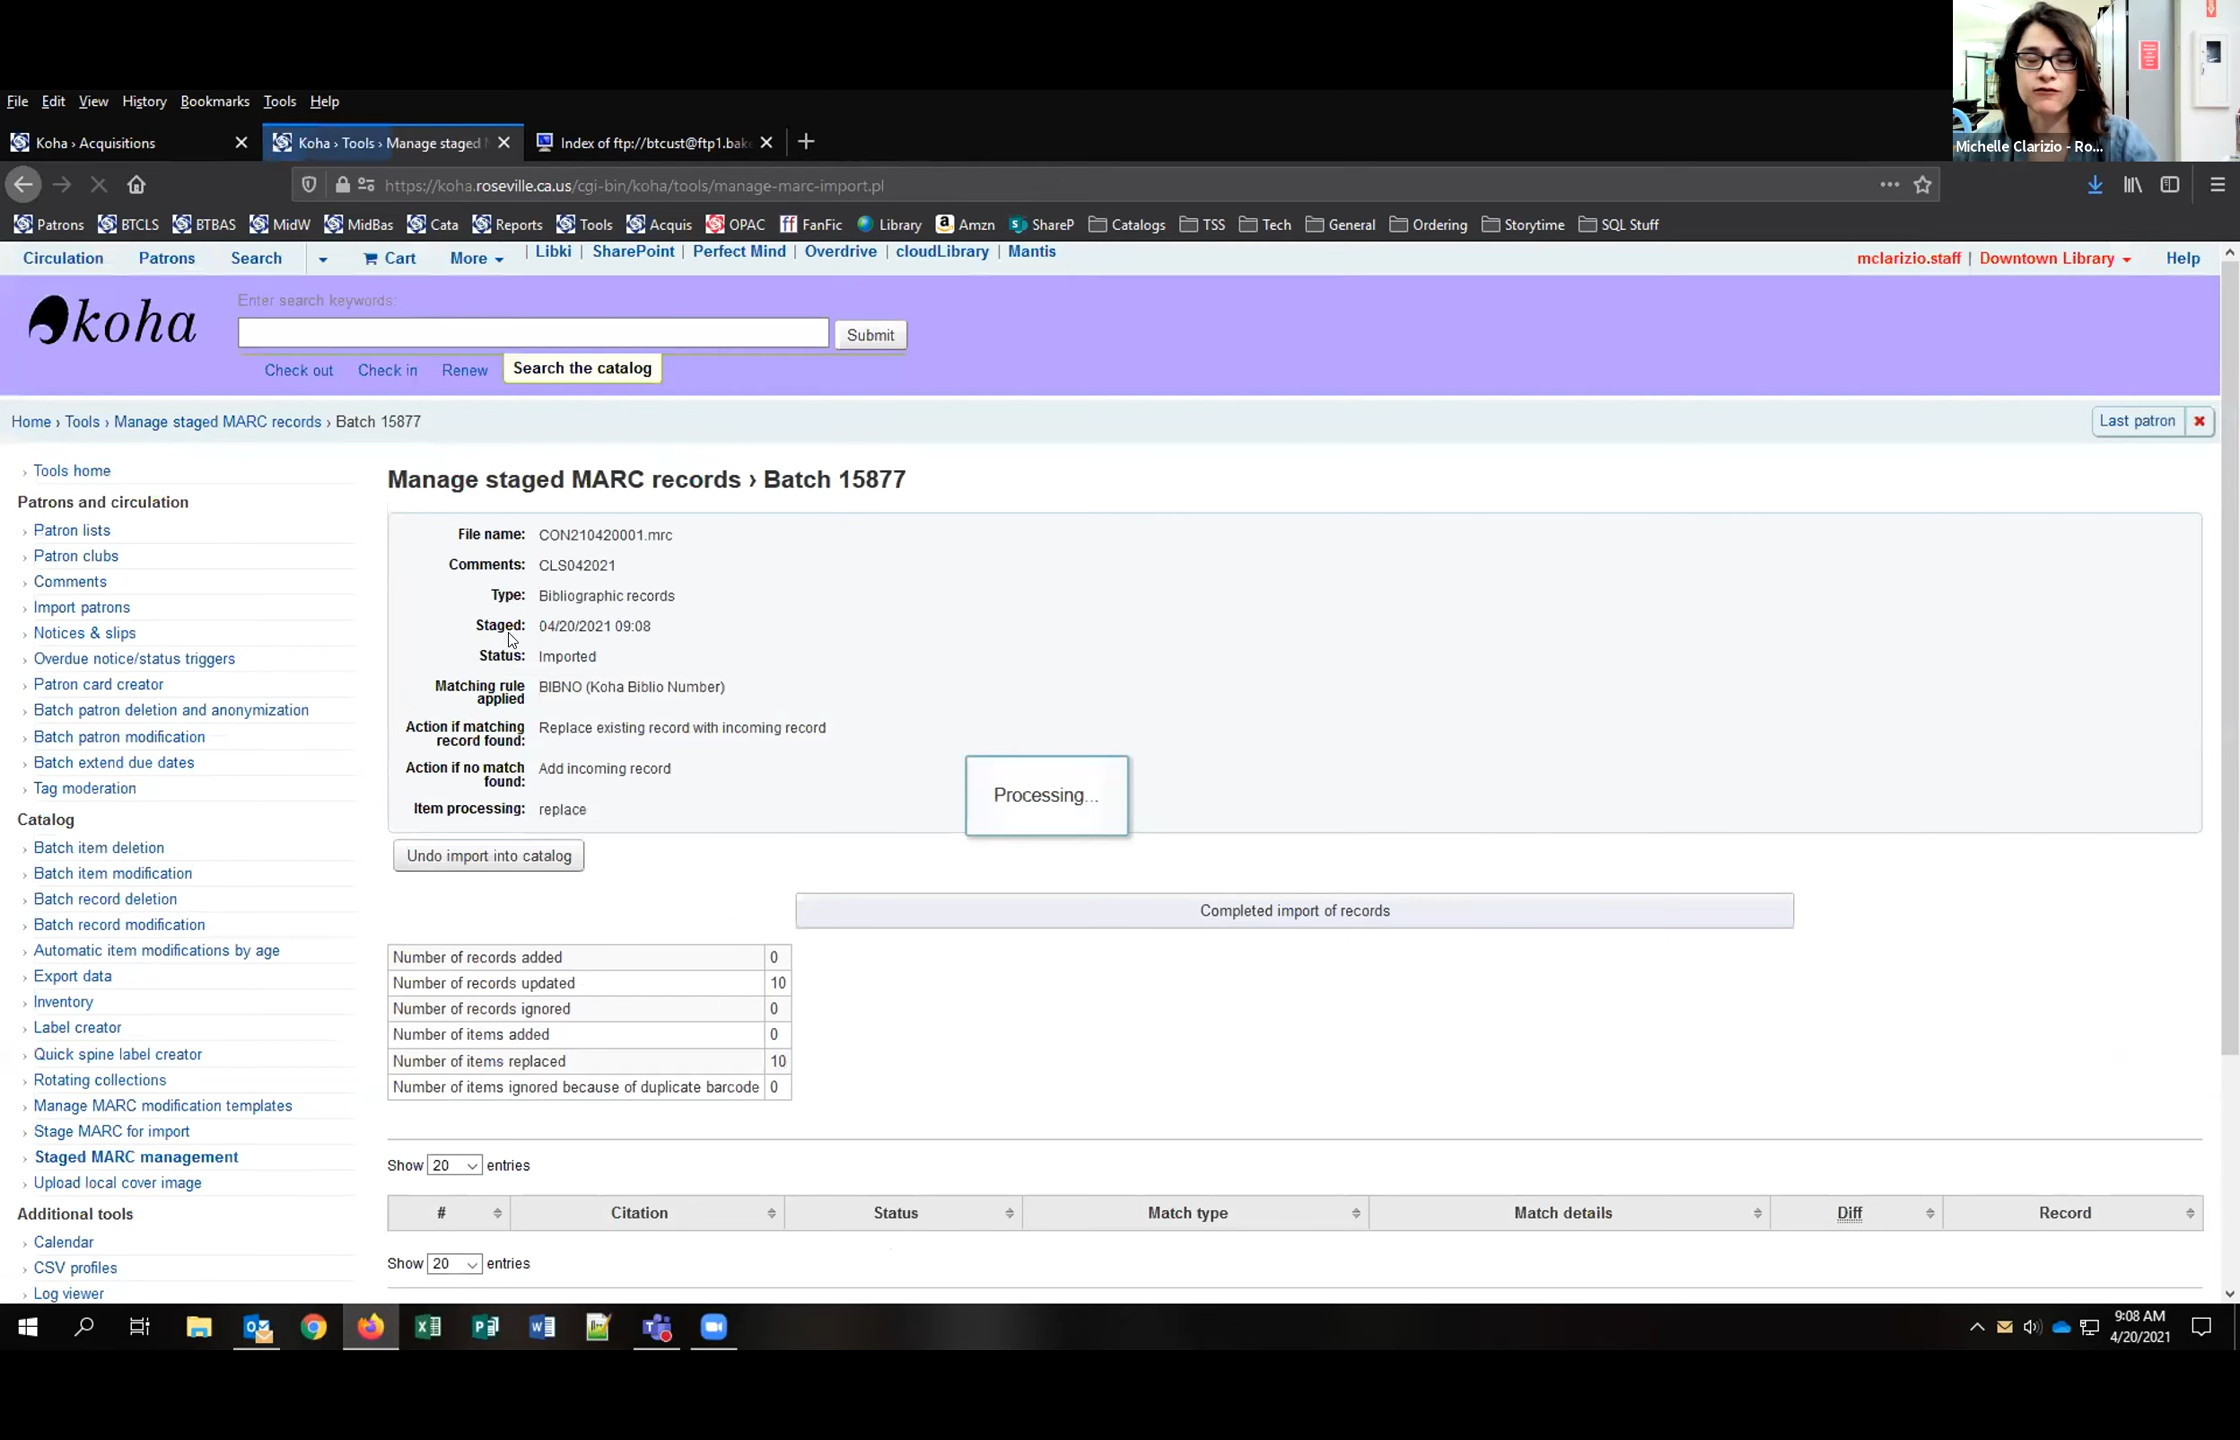 Michelle Clarizio - Ro...
File Edit View History Bookmarks Tools Help
Koha › Acquisitions
Koha › Tools › Manage staged
Index of ftp://btcust@ftp1.bak
https://koha.roseville.ca.us/cgi-bin/koha/tools/manage-marc-import.pl
Patrons BTCLS BTBAS MidW MidBas Cata Reports Tools Acquis OPAC FanFic Library Amzn ShareP Catalogs TSS Tech General Ordering Storytime SQL Stuff
Circulation Patrons Search Cart More Libki SharePoint Perfect Mind Overdrive cloudLibrary Mantis mclarizio.staff | Downtown Library Help
koha
Enter search keywords:
Submit
Check out Check in Renew Search the catalog
Home › Tools › Manage staged MARC records › Batch 15877
Last patron
Tools home
Patrons and circulation
Patron lists
Patron clubs
Comments
Import patrons
Notices & slips
Overdue notice/status triggers
Patron card creator
Batch patron deletion and anonymization
Batch patron modification
Batch extend due dates
Tag moderation
Catalog
Batch item deletion
Batch item modification
Batch record deletion
Batch record modification
Automatic item modifications by age
Export data
Inventory
Label creator
Quick spine label creator
Rotating collections
Manage MARC modification templates
Stage MARC for import
Staged MARC management
Upload local cover image
Additional tools
Calendar
CSV profiles
Log viewer
Manage staged MARC records › Batch 15877
File name: CON210420001.mrc
Comments: CLS042021
Type: Bibliographic records
Staged: 04/20/2021 09:08
Status: Imported
Matching rule applied BIBNO (Koha Biblio Number)
Action if matching record found: Replace existing record with incoming record
Action if no match found: Add incoming record
Item processing: replace
Processing...
Undo import into catalog
Completed import of records
Number of records added 0
Number of records updated 10
Number of records ignored 0
Number of items added 0
Number of items replaced 10
Number of items ignored because of duplicate barcode 0
Show 20 entries
# Citation Status Match type Match details Diff Record
Show 20 entries
9:08 AM
4/20/2021